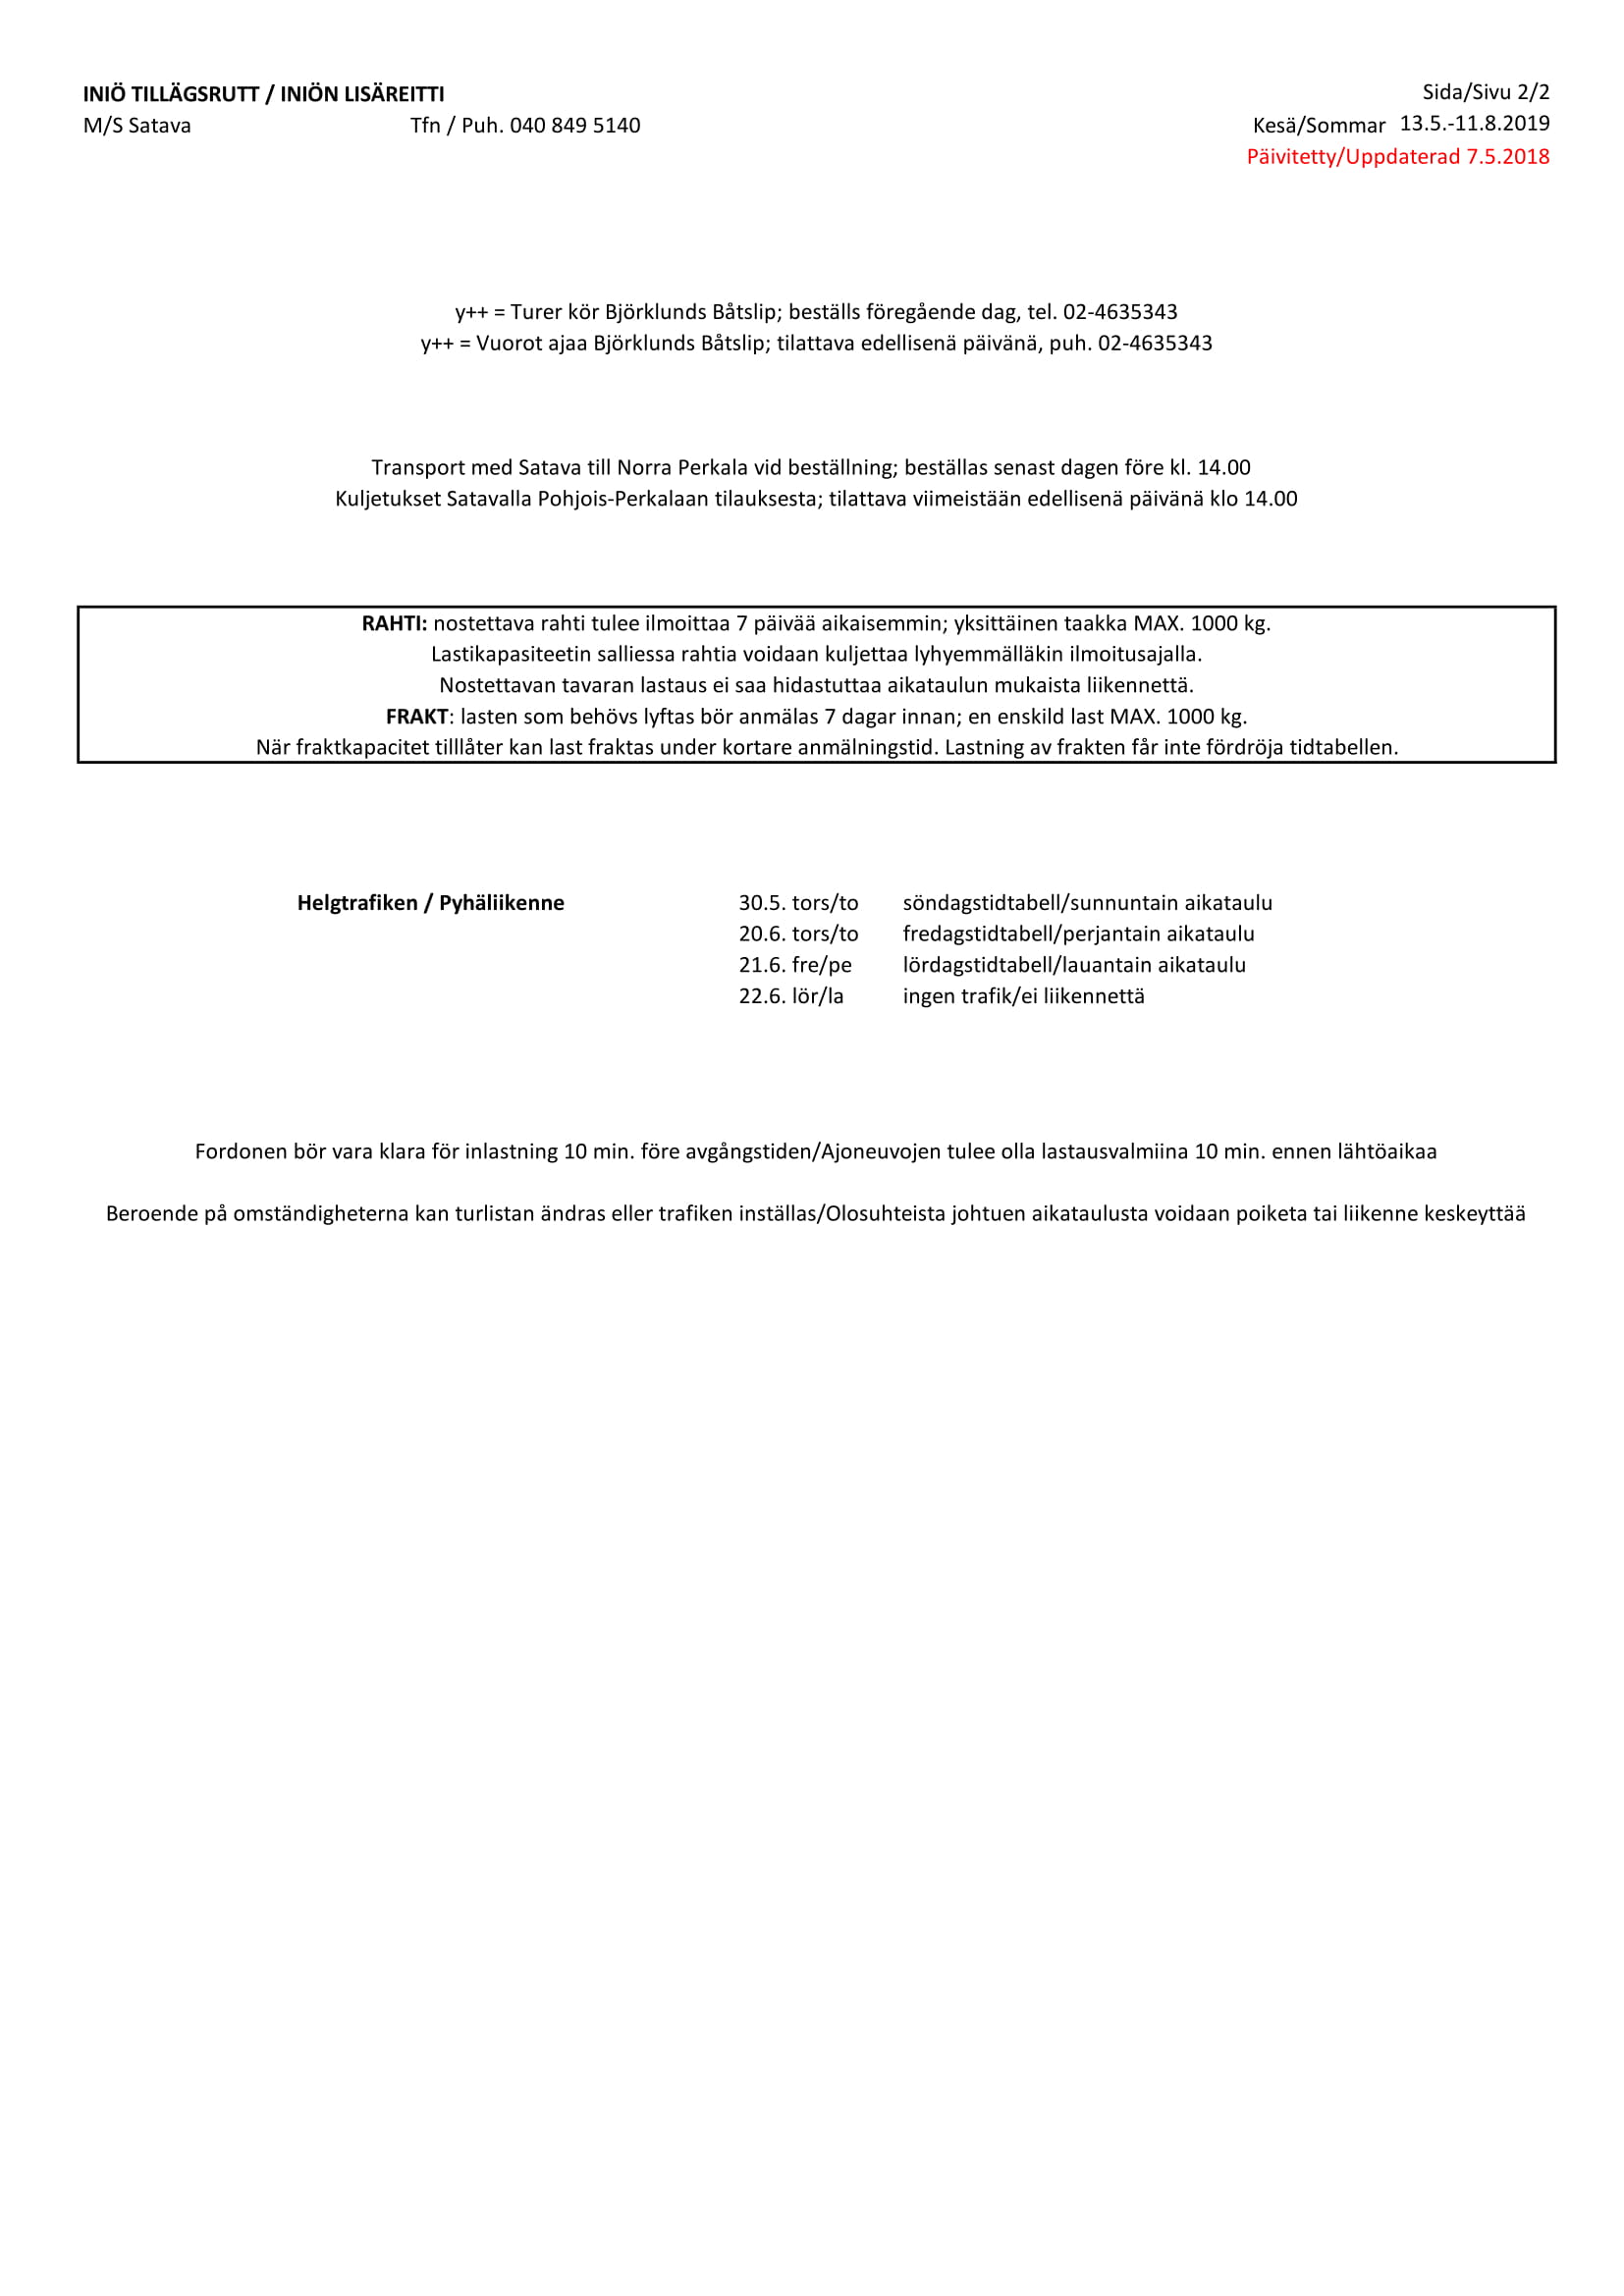 INIÖ TILLÄGSRUTT / INIÖN LISÄREITTI
Sida/Sivu 2/2
M/S Satava Tfn / Puh. 040 849 5140 Kesä/Sommar 13.5.-11.8.2019
Päivitetty/Uppdaterad 7.5.2018
y++ = Turer kör Björklunds Båtslip; beställs föregående dag, tel. 02-4635343
y++ = Vuorot ajaa Björklunds Båtslip; tilattava edellisenä päivänä, puh. 02-4635343
Transport med Satava till Norra Perkala vid beställning; beställas senast dagen före kl. 14.00
Kuljetukset Satavalla Pohjois-Perkalaan tilauksesta; tilattava viimeistään edellisenä päivänä klo 14.00
RAHTI: nostettava rahti tulee ilmoittaa 7 päivää aikaisemmin; yksittäinen taakka MAX. 1000 kg.
Lastikapasiteetin salliessa rahtia voidaan kuljettaa lyhyemmälläkin ilmoitusajalla.
Nostettavan tavaran lastaus ei saa hidastuttaa aikataulun mukaista liikennettä.
FRAKT: lasten som behövs lyftas bör anmälas 7 dagar innan; en enskild last MAX. 1000 kg.
När fraktkapacitet tilllåter kan last fraktas under kortare anmälningstid. Lastning av frakten får inte fördröja tidtabellen.
Helgtrafiken / Pyhäliikenne 30.5. tors/to söndagstidtabell/sunnuntain aikataulu
20.6. tors/to fredagstidtabell/perjantain aikataulu
21.6. fre/pe lördagstidtabell/lauantain aikataulu
22.6. lör/la ingen trafik/ei liikennettä
Fordonen bör vara klara för inlastning 10 min. före avgångstiden/Ajoneuvojen tulee olla lastausvalmiina 10 min. ennen lähtöaikaa
Beroende på omständigheterna kan turlistan ändras eller trafiken inställas/Olosuhteista johtuen aikataulusta voidaan poiketa tai liikenne keskeyttää